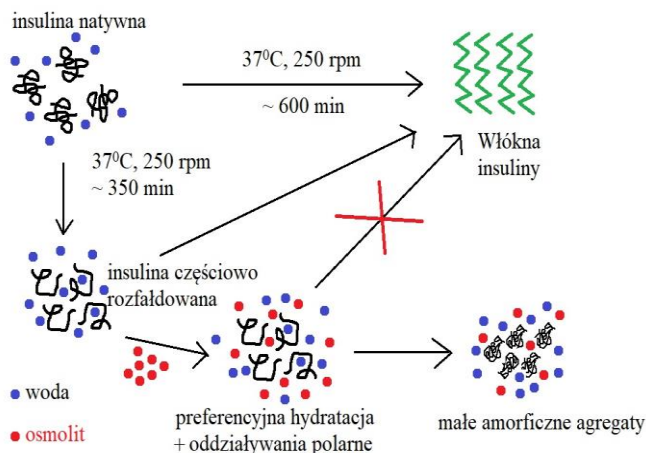 insulina natywna
37⁰C, 250 rpm
~ 600 min
Włókna
insuliny
37⁰C, 250 rpm
~ 350 min
insulina częściowo
rozfałdowana
woda
osmolit
preferencyjna hydratacja
+ oddziaływania polarne
małe amorficzne agregaty